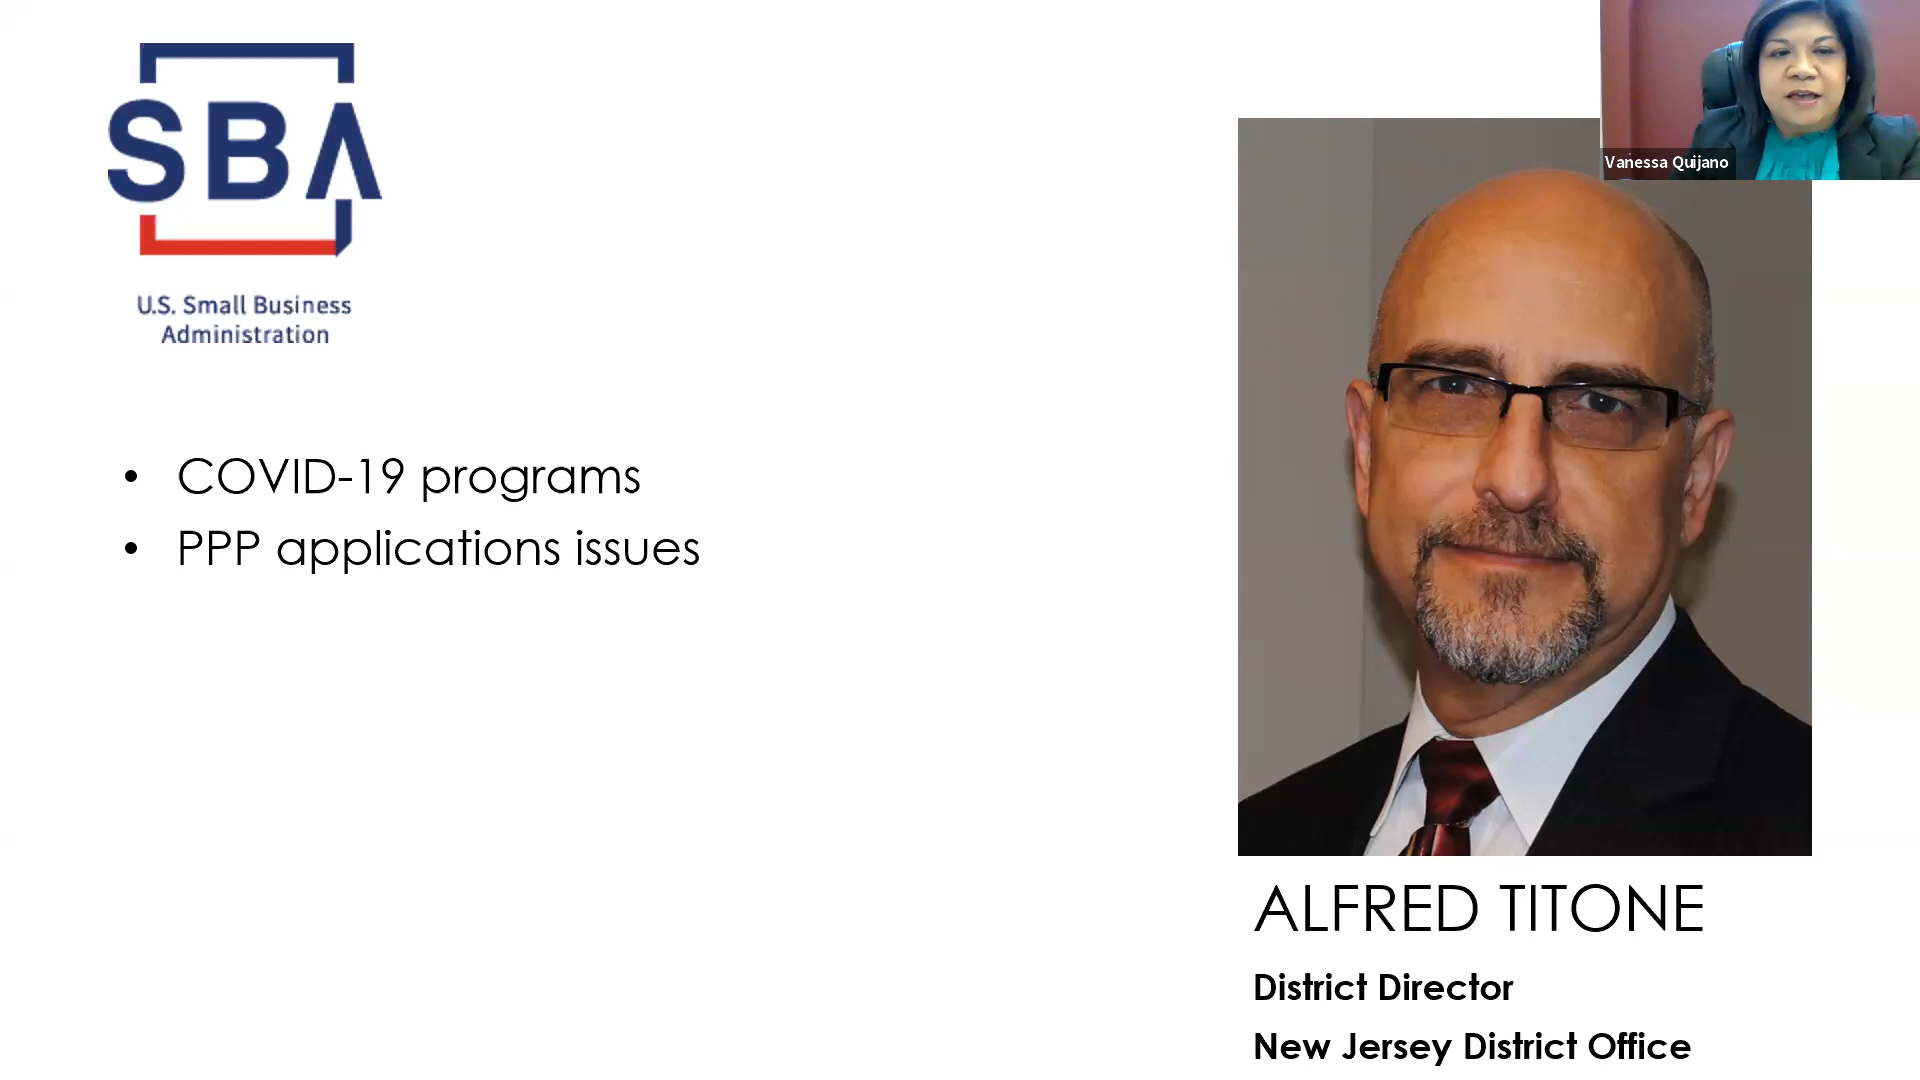 SBA
U.S. Small Business
Administration
Vanessa Quijano
• COVID-19 programs
• PPP applications issues
ALFRED TITONE
District Director
New Jersey District Office